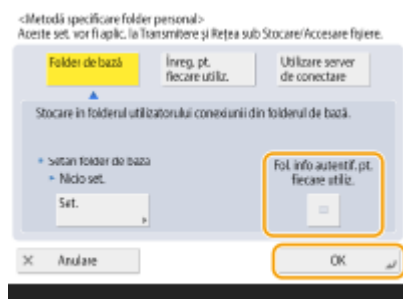 <Metodă specificare folder personal>
Aceste set. vor fi aplic. la Transmitere și Rețea sub Stocare/Accesare fișiere.
Folder de bază
Înreg. pt.
fiecare utiliz.
Utilizare server
de conectare
Stocare în folderul utilizatorului conexiunii din folderul de bază.
Setări folder de bază
Nicio set.
Set.
Fol. info autentif. pt.
fiecare utiliz.
Anulare
OK